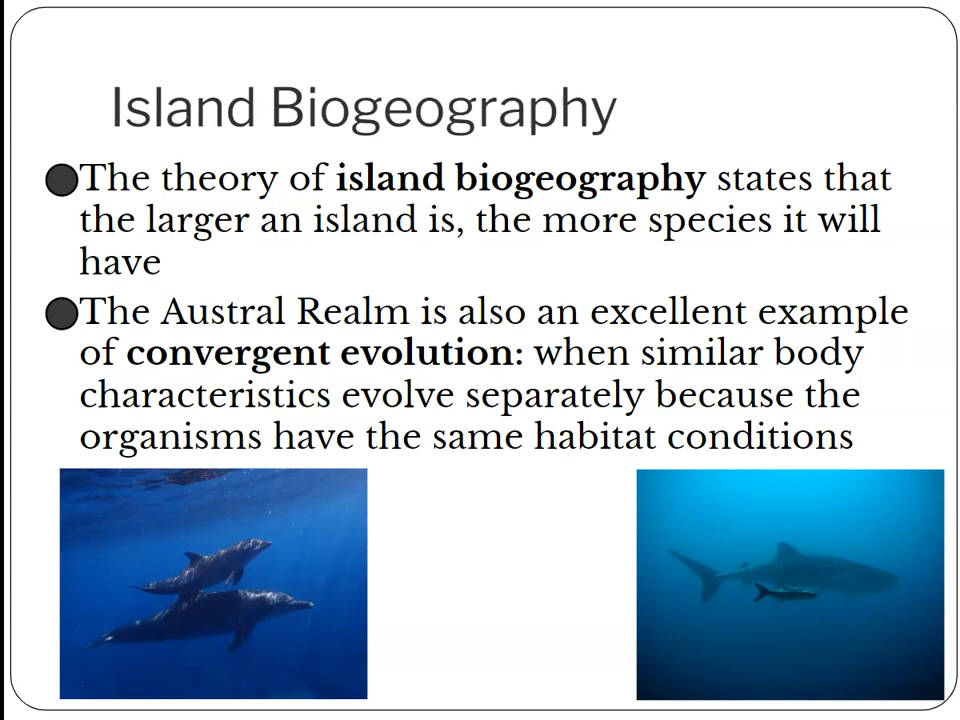 Island Biogeography
The theory of island biogeography states that
the larger an island is, the more species it will
have
The Austral Realm is also an excellent example
of convergent evolution: when similar body
characteristics evolve separately because the
organisms have the same habitat conditions